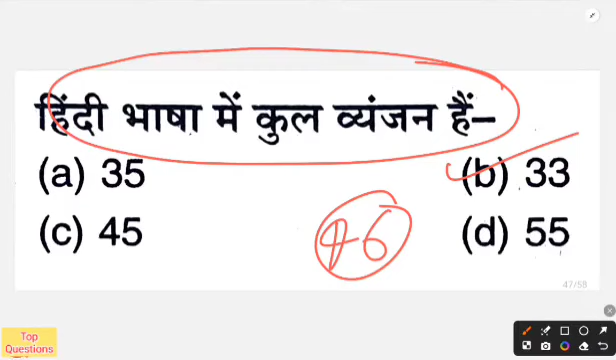 हिंदी भाषा में कुल व्यंजन हैं–
(a) 35
(b) 33
(c) 45
46
(d) 55
47/58
Top
Questions